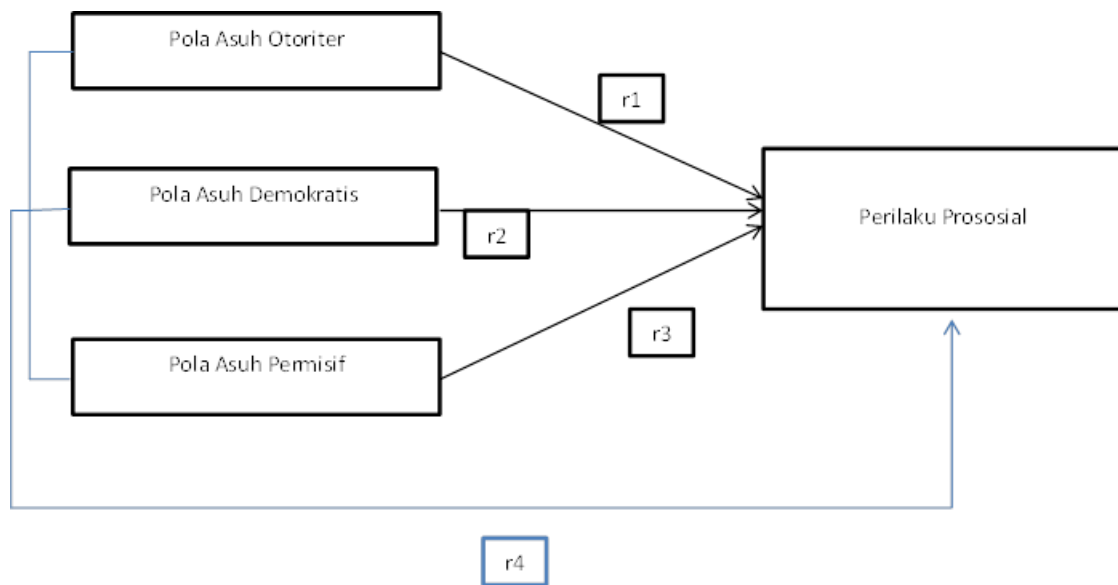 Pola Asuh Otoriter
r1
Pola Asuh Demokratis
r2
Perilaku Prososial
r3
Pola Asuh Permisif
r4